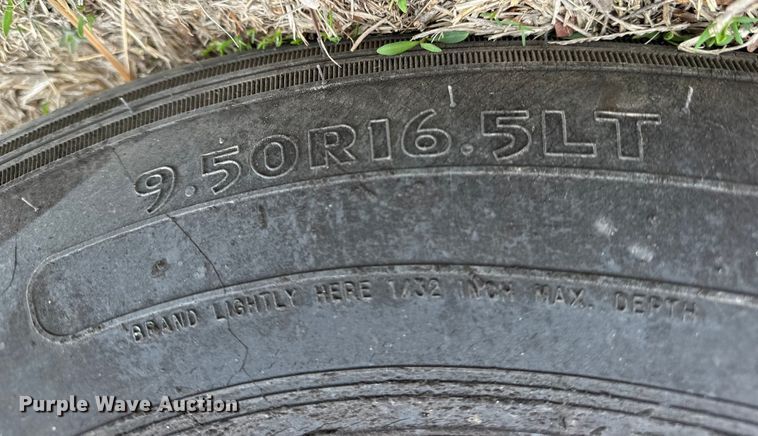 9.50R16.5LT
BRAND LIGHTLY HERE 1/32 INCH MAX. DEPTH
Purple Wave Auction